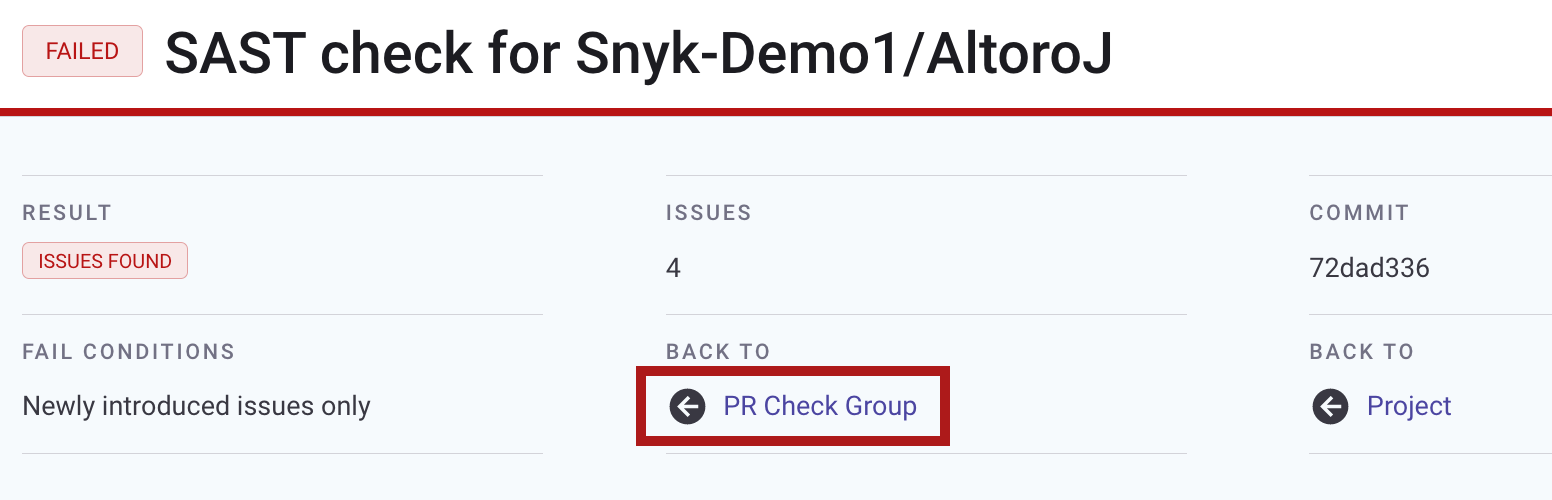 FAILED SAST check for Snyk-Demo1/AltoroJ
RESULT
ISSUES FOUND
ISSUES
4
COMMIT
72dad336
FAIL CONDITIONS
Newly introduced issues only
BACK TO
PR Check Group
BACK TO
Project